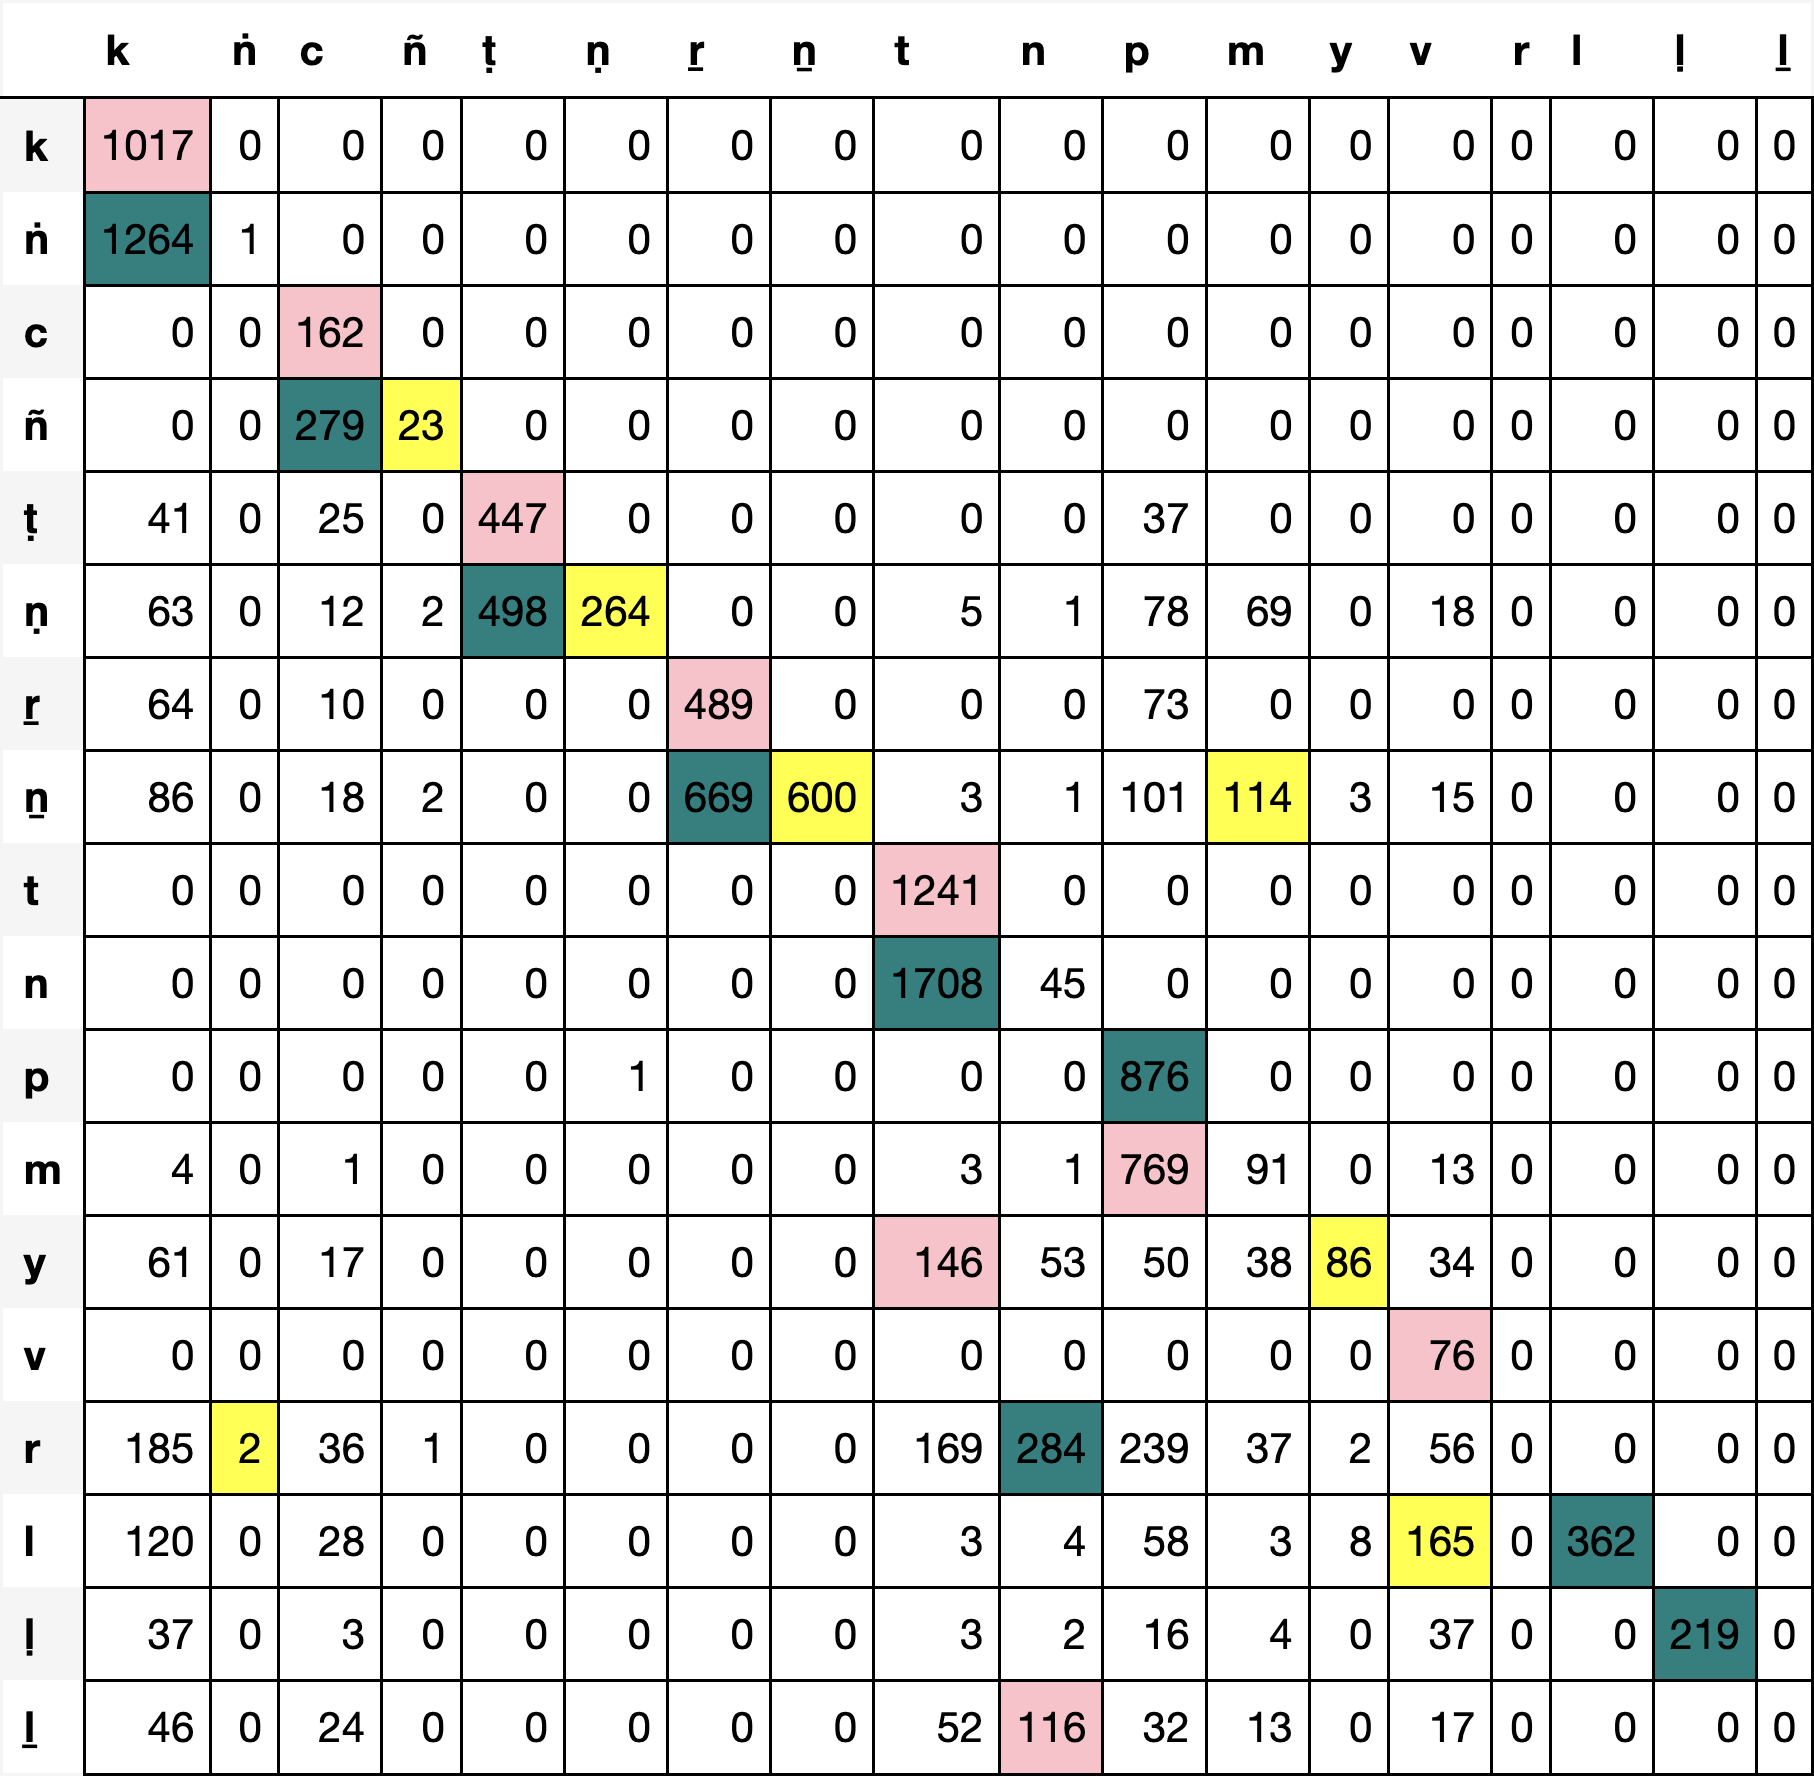 k ṅ c ñ ṭ ṇ ṟ ṉ t n p m y v r l ḷ ḻ
k 1017 0 0 0 0 0 0 0 0 0 0 0 0 0 0 0 0 0
ṅ 1264 1 0 0 0 0 0 0 0 0 0 0 0 0 0 0 0 0
c 0 0 162 0 0 0 0 0 0 0 0 0 0 0 0 0 0 0
ñ 0 0 279 23 0 0 0 0 0 0 0 0 0 0 0 0 0 0
ṭ 41 0 25 0 447 0 0 0 0 0 37 0 0 0 0 0 0 0
ṇ 63 0 12 2 498 264 0 0 5 1 78 69 0 18 0 0 0 0
ṟ 64 0 10 0 0 0 489 0 0 0 73 0 0 0 0 0 0 0
ṉ 86 0 18 2 0 0 669 600 3 1 101 114 3 15 0 0 0 0
t 0 0 0 0 0 0 0 0 1241 0 0 0 0 0 0 0 0 0
n 0 0 0 0 0 0 0 0 1708 45 0 0 0 0 0 0 0 0
p 0 0 0 0 0 1 0 0 0 0 876 0 0 0 0 0 0 0
m 4 0 1 0 0 0 0 0 3 1 769 91 0 13 0 0 0 0
y 61 0 17 0 0 0 0 0 146 53 50 38 86 34 0 0 0 0
v 0 0 0 0 0 0 0 0 0 0 0 0 0 76 0 0 0 0
r 185 2 36 1 0 0 0 0 169 284 239 37 2 56 0 0 0 0
l 120 0 28 0 0 0 0 0 3 4 58 3 8 165 0 362 0 0
ḷ 37 0 3 0 0 0 0 0 3 2 16 4 0 37 0 0 219 0
ḻ 46 0 24 0 0 0 0 0 52 116 32 13 0 17 0 0 0 0